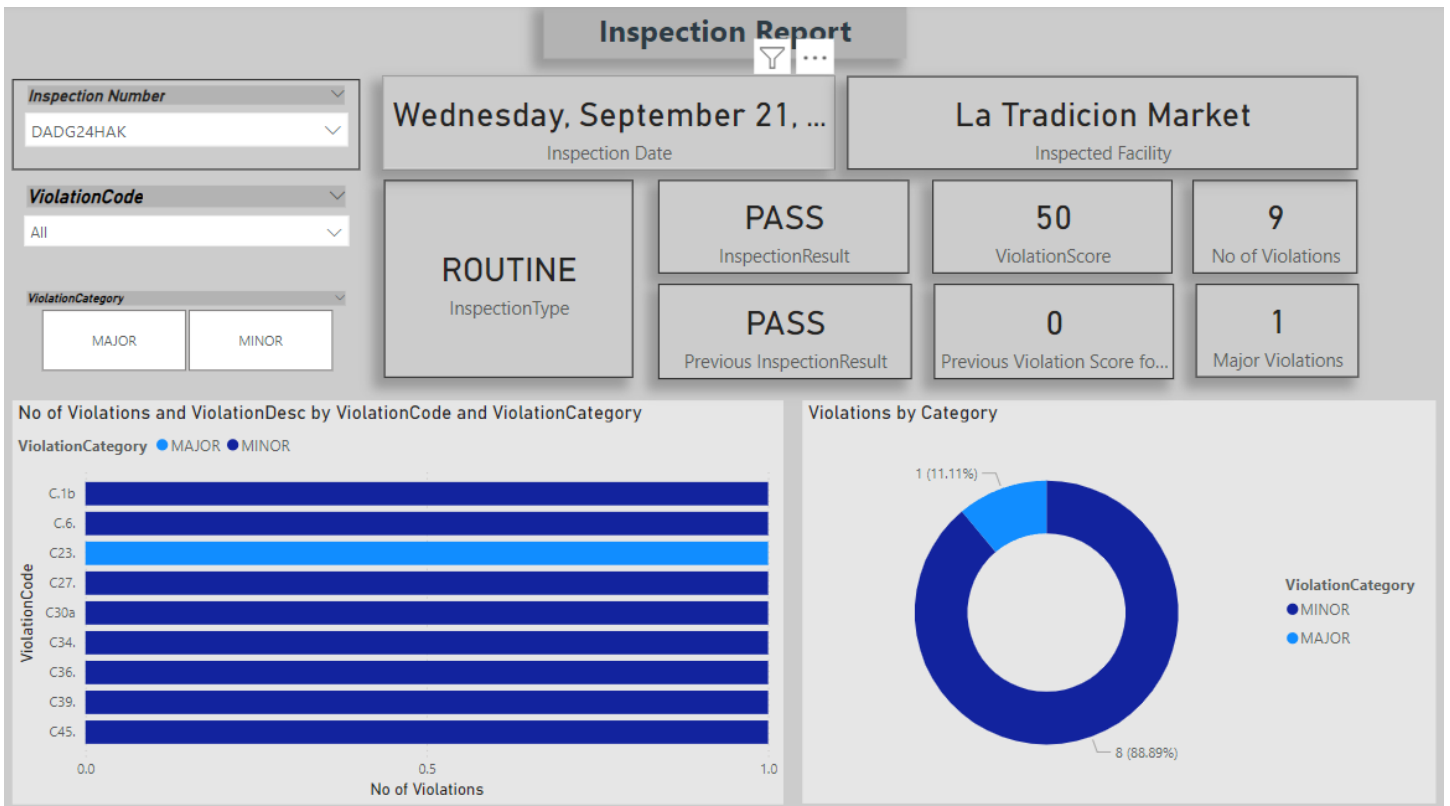 Inspection Report
...
Inspection Number
DADG24HAK
ViolationCode
All
ViolationCategory
MAJOR
MINOR
Wednesday, September 21, ...
Inspection Date
La Tradicion Market
Inspected Facility
ROUTINE
InspectionType
PASS
InspectionResult
50
ViolationScore
9
No of Violations
PASS
Previous InspectionResult
0
Previous Violation Score fo...
1
Major Violations
No of Violations and ViolationDesc by ViolationCode and ViolationCategory
ViolationCategory MAJOR MINOR
ViolationCode
C.1b
C.6.
C23.
C27.
C30a
C34.
C36.
C39.
C45.
0.0 0.5 1.0
No of Violations
Violations by Category
1 (11.11%)
8 (88.89%)
ViolationCategory
MINOR
MAJOR